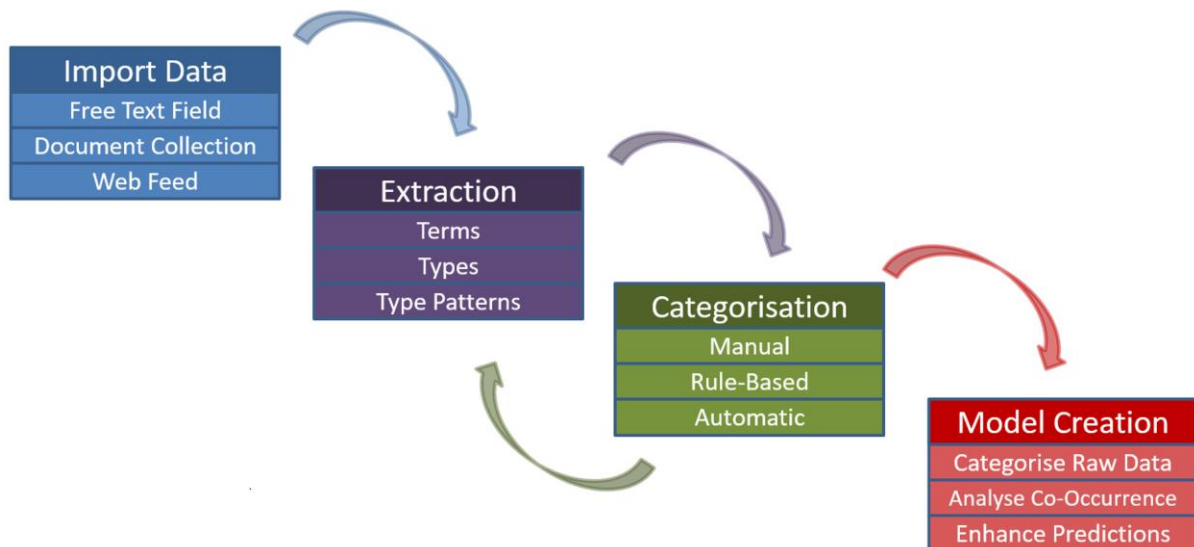 Import Data
Free Text Field
Document Collection
Web Feed
Extraction
Terms
Types
Type Patterns
Categorisation
Manual
Rule-Based
Automatic
Model Creation
Categorise Raw Data
Analyse Co-Occurrence
Enhance Predictions